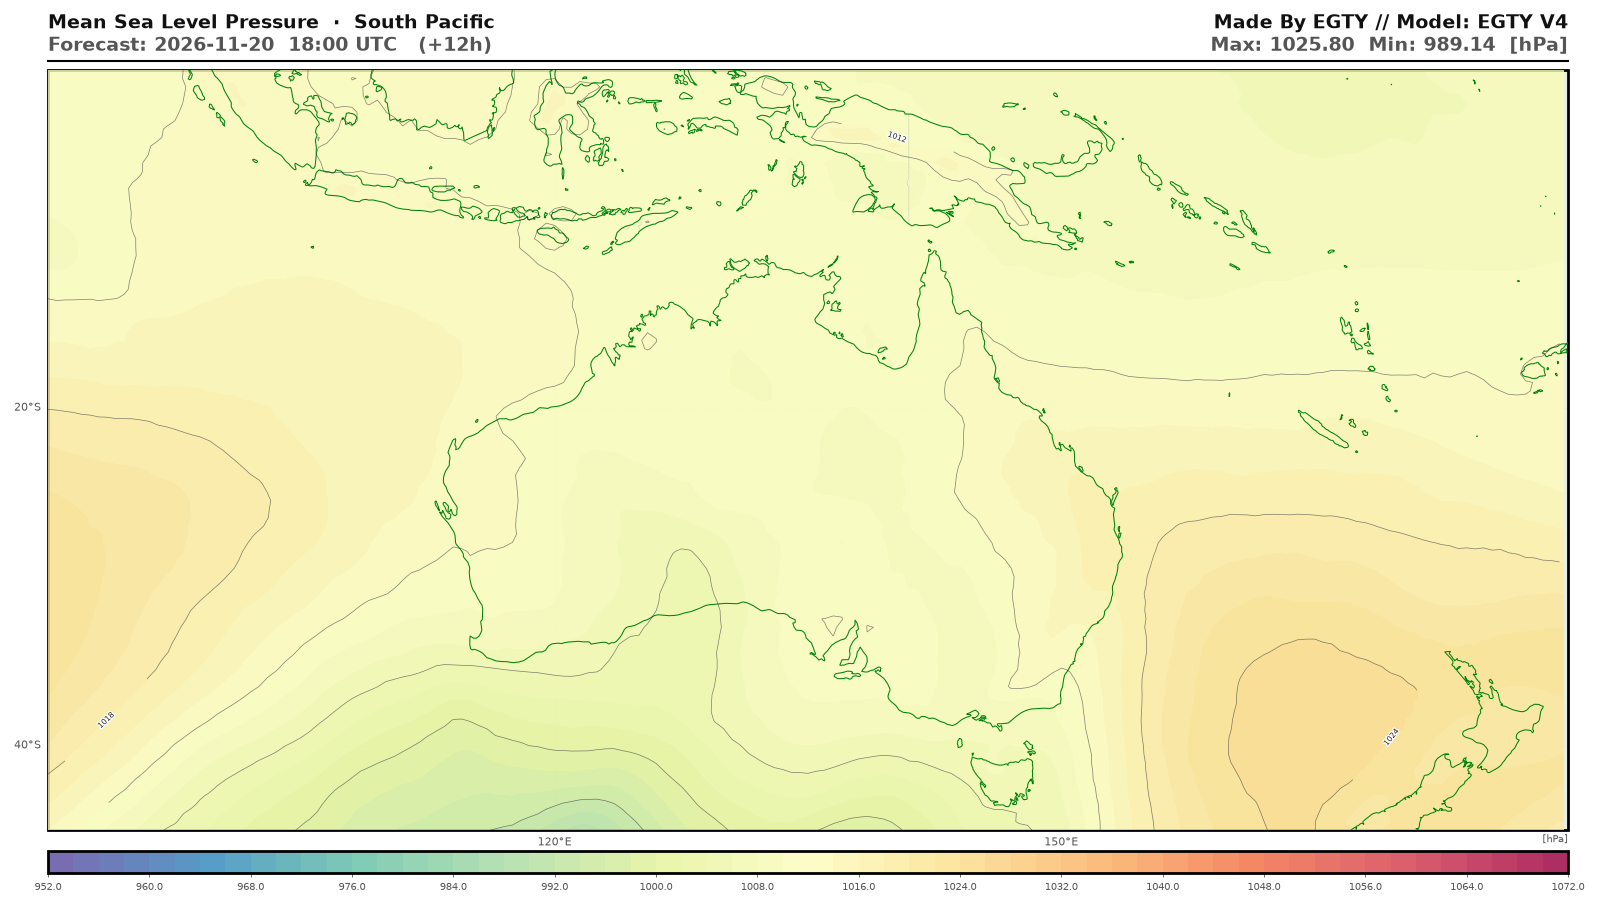 Mean Sea Level Pressure · South Pacific
Made By EGTY // Model: EGTY V4
Forecast: 2026-11-20 18:00 UTC (+12h)
Max: 1025.80 Min: 989.14 [hPa]
1012
20°S
1018
1024
40°S
120°E
150°E
[hPa]
952.0
960.0
968.0
976.0
984.0
992.0
1000.0
1008.0
1016.0
1024.0
1032.0
1040.0
1048.0
1056.0
1064.0
1072.0